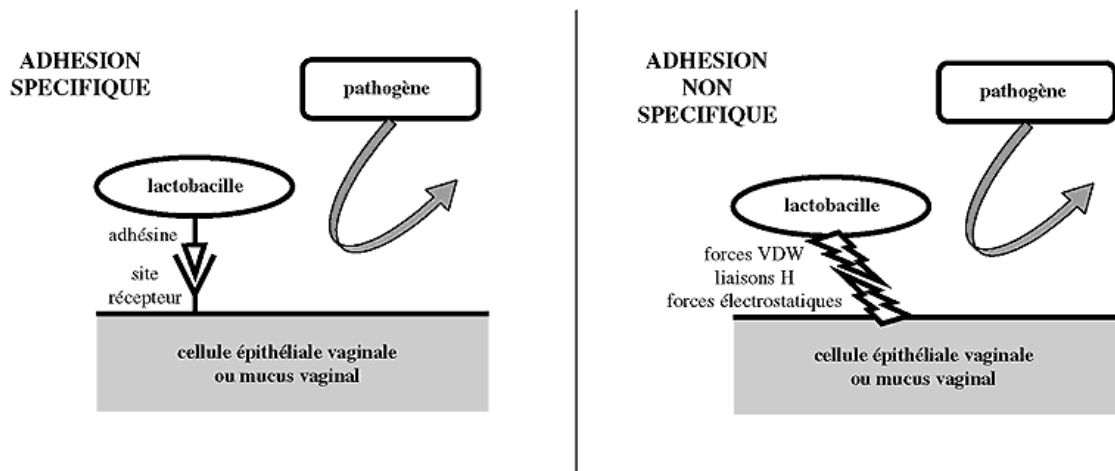 ADHESION
SPECIFIQUE
pathogène
lactobacille
adhésine
site
récepteur
cellule épithéliale vaginale
ou mucus vaginal
ADHESION
NON
SPECIFIQUE
pathogène
lactobacille
forces VDW
liaisons H
forces électrostatiques
cellule épithéliale vaginale
ou mucus vaginal